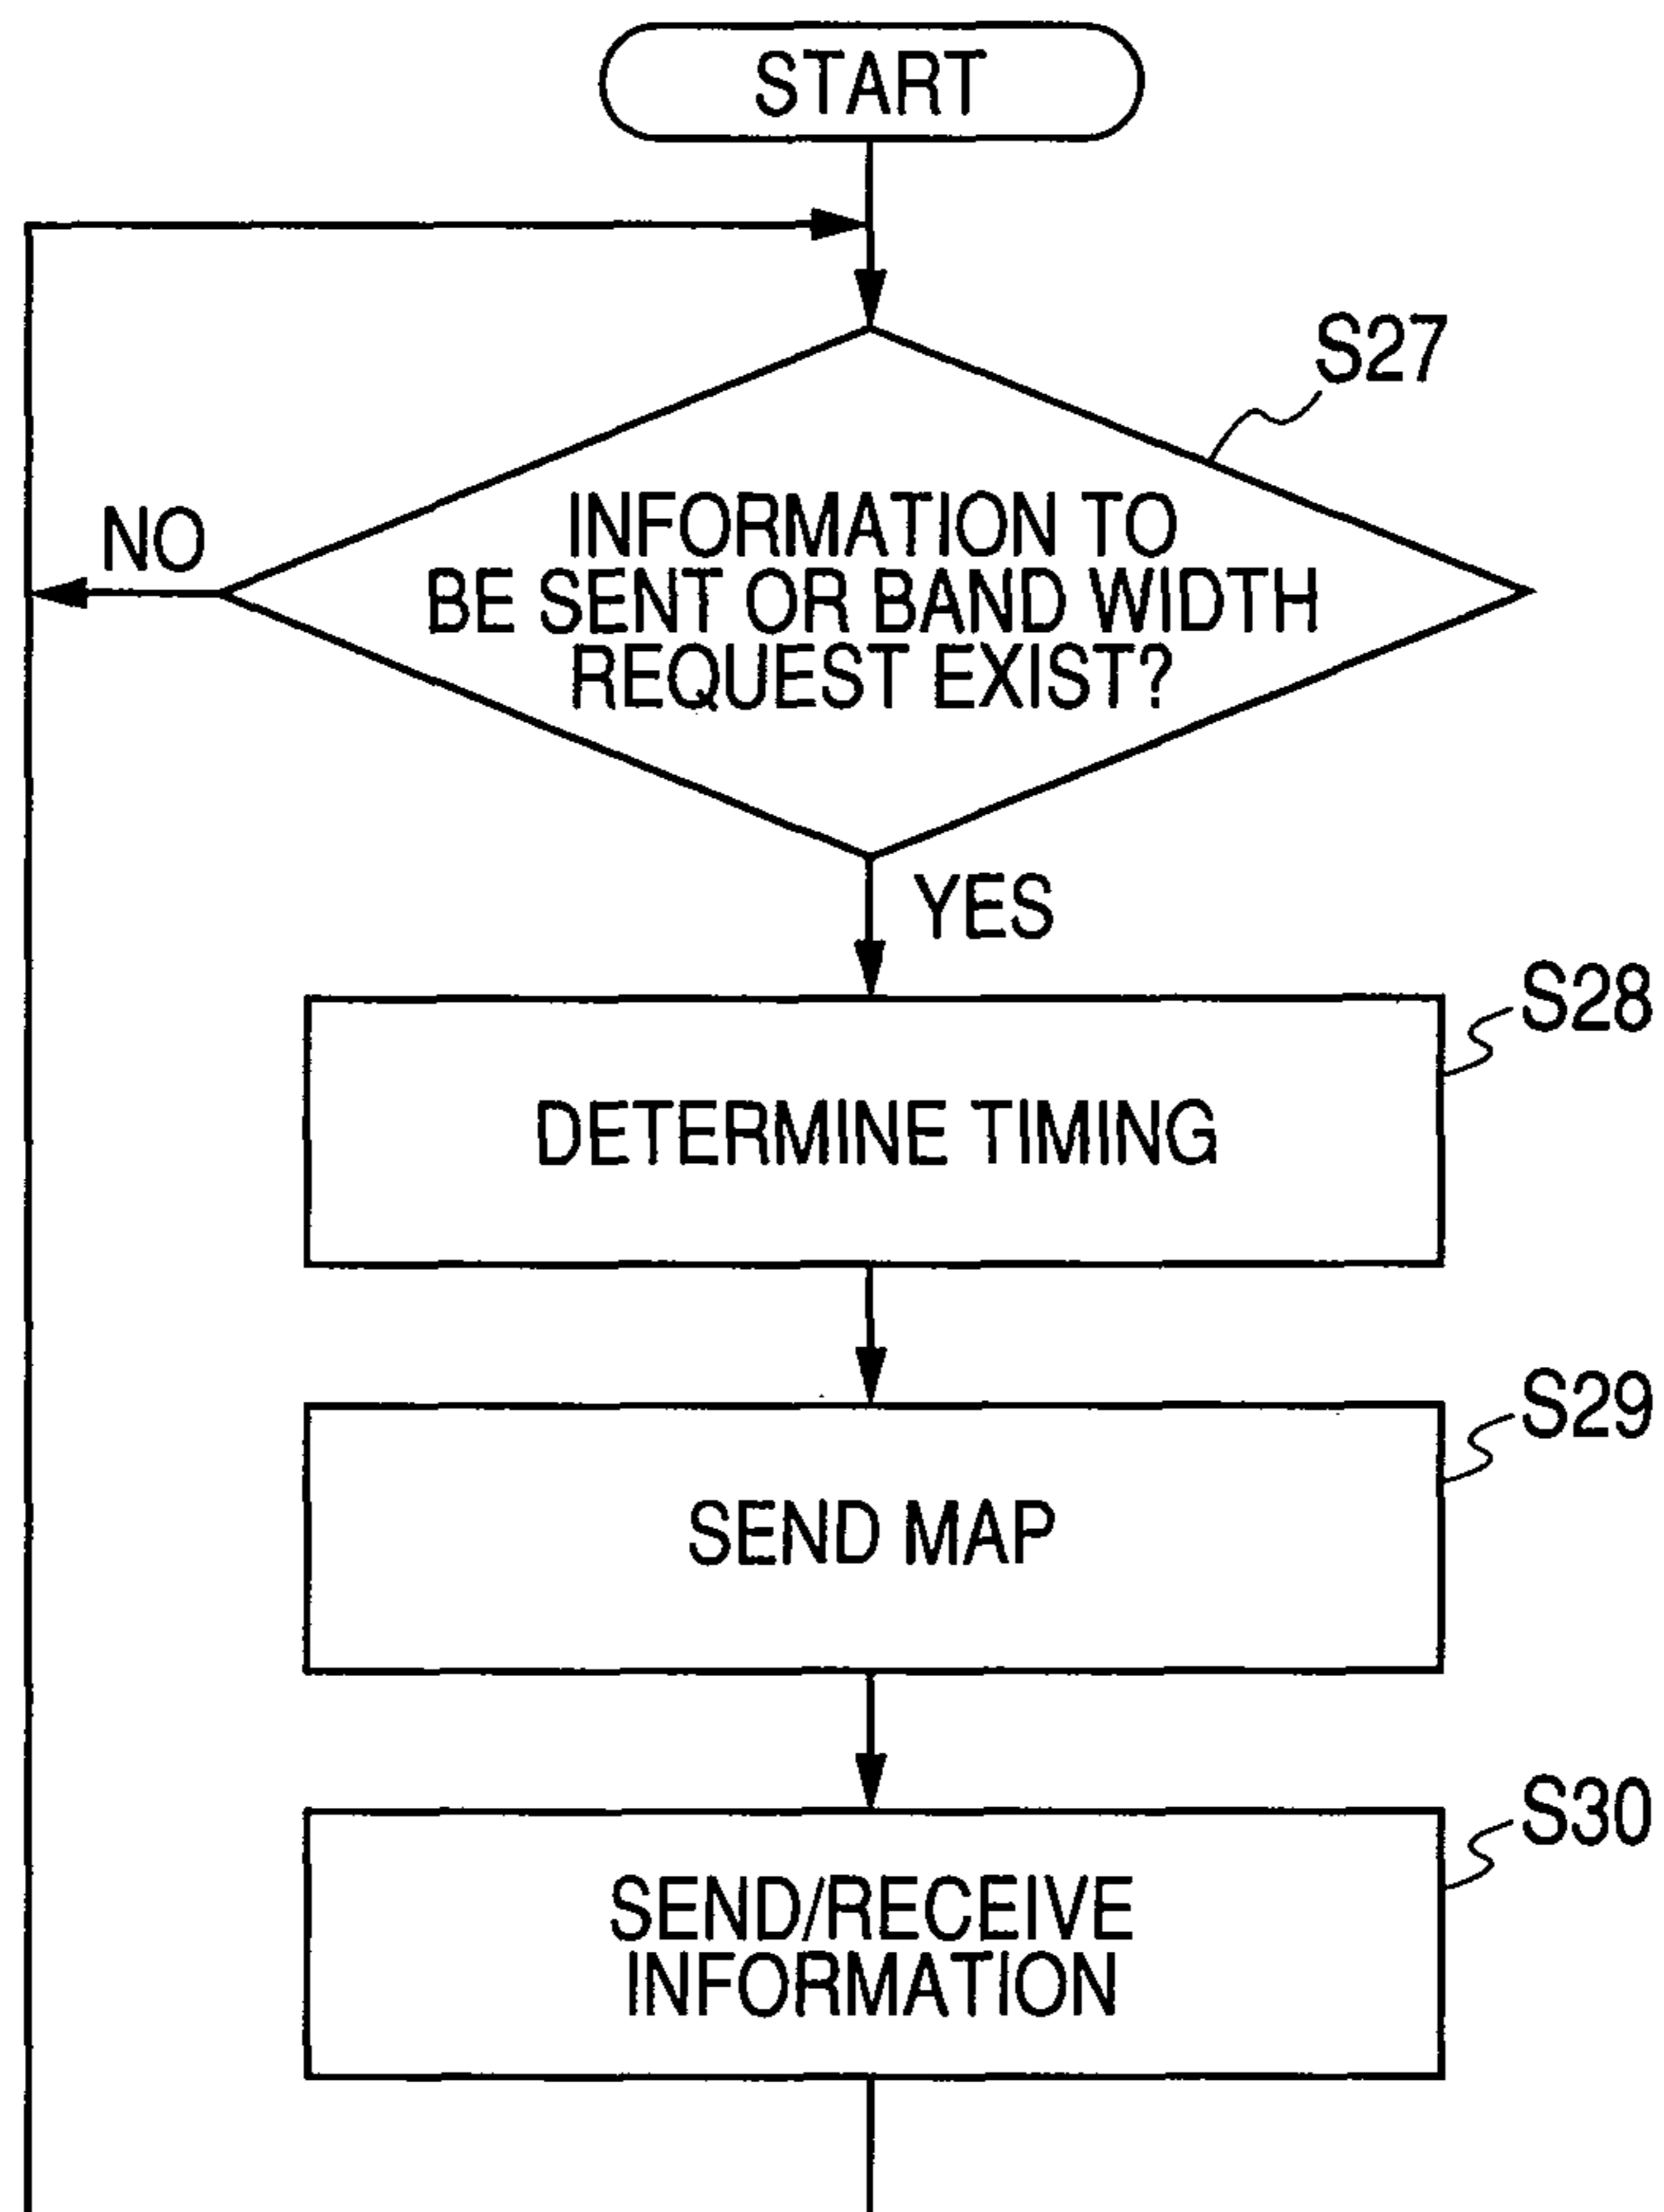 START
S27
NO
INFORMATION TO
BE SENT OR BAND WIDTH
REQUEST EXIST?
YES
S28
DETERMINE TIMING
S29
SEND MAP
S30
SEND/RECEIVE
INFORMATION